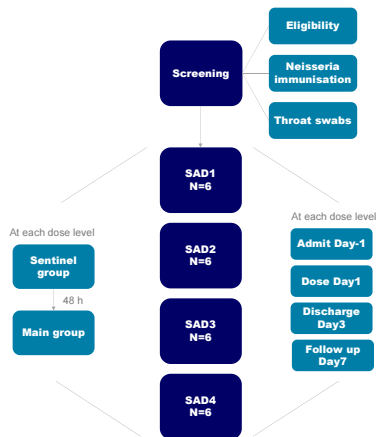 Eligibility
Screening
Neisseria
immunisation
Throat swabs
SAD1
N=6
At each dose level
Sentinel
group
48 h
Main group
SAD2
N=6
SAD3
N=6
SAD4
N=6
At each dose level
Admit Day-1
Dose Day1
Discharge
Day3
Follow up
Day7